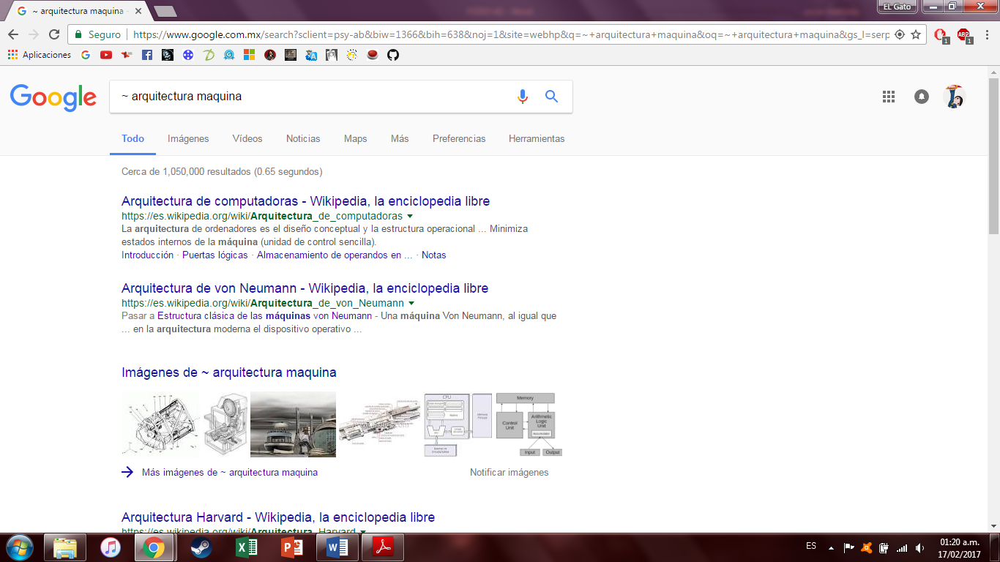 ~ arquitectura maquina -
EL Gato
Seguro
https://www.google.com.mx/search?sclient=psy-ab&biw=1366&bih=638&noj=1&site=webhp&q=~+arquitectura+maquina&oq=~+arquitectura+maquina&gs_l=serp
1
ABP
1
Aplicaciones
Google
~ arquitectura maquina
Todo
Imágenes
Vídeos
Noticias
Maps
Más
Preferencias
Herramientas
Cerca de 1,050,000 resultados (0.65 segundos)
Arquitectura de computadoras - Wikipedia, la enciclopedia libre
https://es.wikipedia.org/wiki/Arquitectura_de_computadoras
La arquitectura de ordenadores es el diseño conceptual y la estructura operacional ... Minimiza
estados internos de la máquina (unidad de control sencilla).
Introducción · Puertas lógicas · Almacenamiento de operandos en ... · Notas
Arquitectura de von Neumann - Wikipedia, la enciclopedia libre
https://es.wikipedia.org/wiki/Arquitectura_de_von_Neumann
Pasar a Estructura clásica de las máquinas von Neumann - Una máquina Von Neumann, al igual que
... en la arquitectura moderna el dispositivo operativo ...
Imágenes de ~ arquitectura maquina
CPU
Memory
Control
Unit
Arithmetic
Logic
Unit
Accumulator
Input
Output
Más imágenes de ~ arquitectura maquina
Notificar imágenes
Arquitectura Harvard - Wikipedia, la enciclopedia libre
https://es.wikipedia.org/wiki/Arquitectura_Harvard
ES
01:20 a.m.
17/02/2017